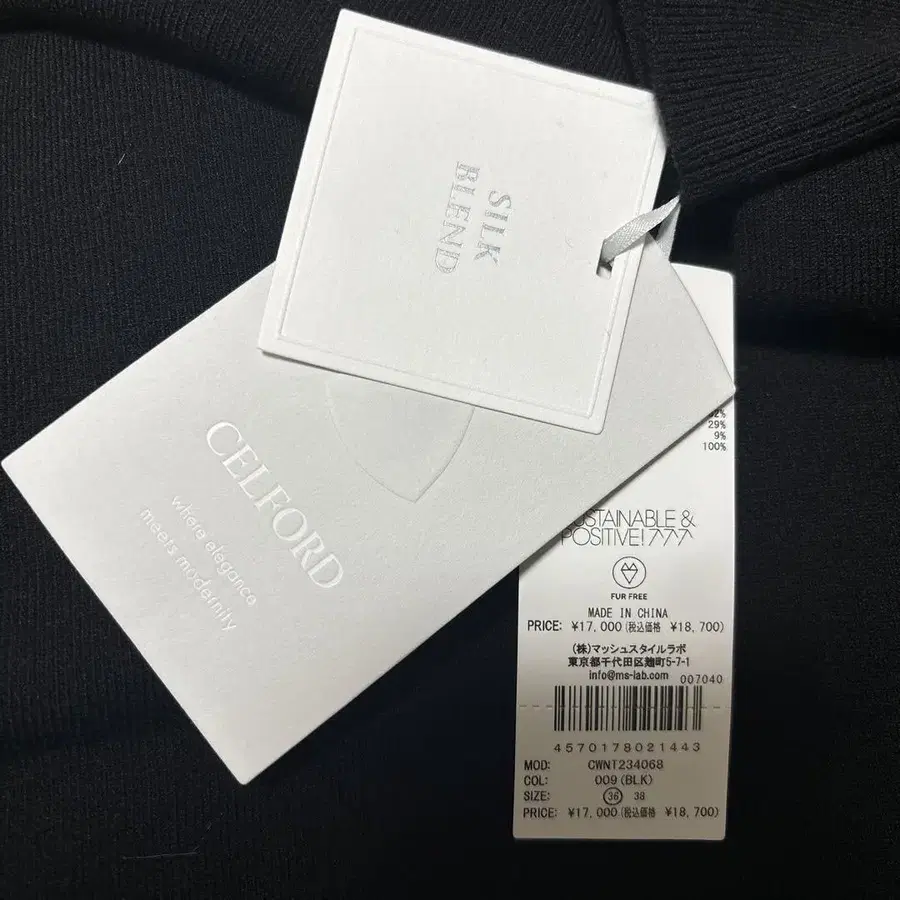 SILK
BLEND
CELFORD
where elegance
meets modernity
29%
9%
100%
SUSTAINABLE &
POSITIVE!
FUR FREE
MADE IN CHINA
PRICE: ¥17,000(税込価格 ¥18,700)
(株)マッシュスタイルラボ
東京都千代田区麹町5-7-1
info@ms-lab.com
007040
4570178021443
MOD: CWNT234068
COL: 009(BLK)
SIZE: 36 38
PRICE: ¥17,000(税込価格 ¥18,700)